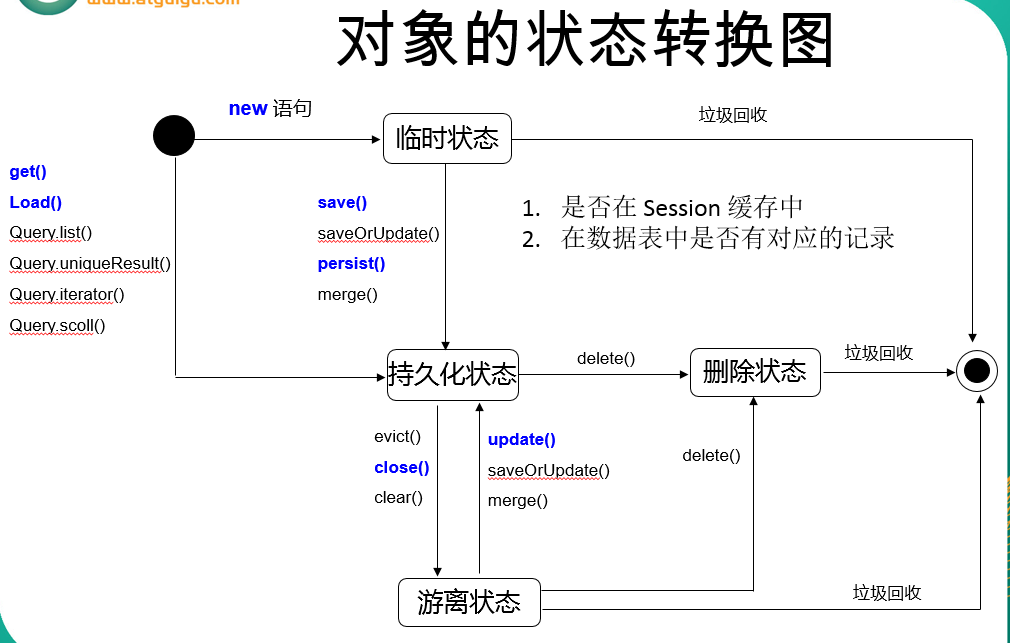 www.atguigu.com
对象的状态转换图
new 语句
临时状态
垃圾回收
get()
Load()
Query.list()
Query.uniqueResult()
Query.iterator()
Query.scoll()
save()
saveOrUpdate()
persist()
merge()
1. 是否在 Session 缓存中
2. 在数据表中是否有对应的记录
持久化状态
delete()
删除状态
垃圾回收
evict()
close()
clear()
update()
saveOrUpdate()
merge()
delete()
游离状态
垃圾回收